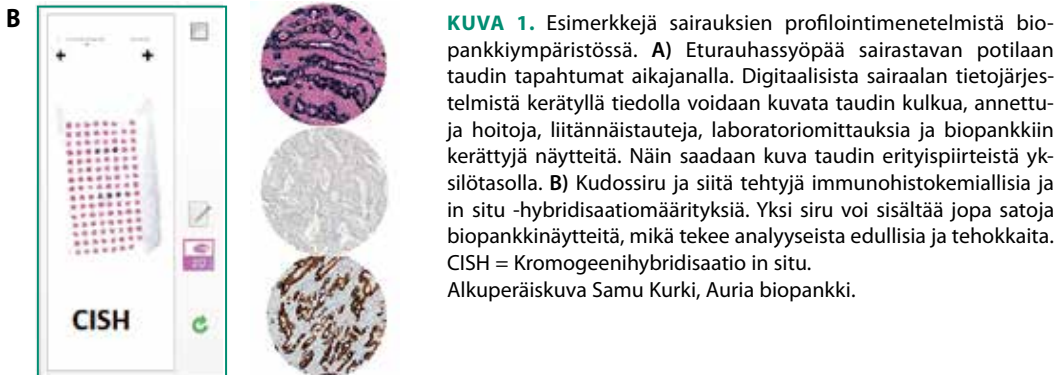 B
CISH
KUVA 1. Esimerkkejä sairauksien profilointimenetelmistä bio-
pankkiympäristössä. A) Eturauhassyöpää sairastavan potilaan
taudin tapahtumat aikajanalla. Digitaalisista sairaalan tietojärjes-
telmistä kerätyllä tiedolla voidaan kuvata taudin kulkua, annettu-
ja hoitoja, liitännäistauteja, laboratoriomittauksia ja biopankkiin
kerättyjä näytteitä. Näin saadaan kuva taudin erityispiirteistä yk-
silötasolla. B) Kudossiru ja siitä tehtyjä immunohistokemiallisia ja
in situ -hybridisaatiomäärityksiä. Yksi siru voi sisältää jopa satoja
biopankkinäytteitä, mikä tekee analyyseista edullisia ja tehokkaita.
CISH = Kromogeenihybridisaatio in situ.
Alkuperäiskuva Samu Kurki, Auria biopankki.